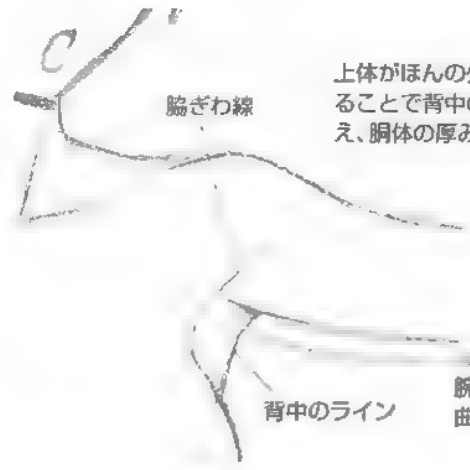 C
脇ぎわ線
上体がほんの
ることで背中の
え、胴体の厚み
背中のライン
腕
曲